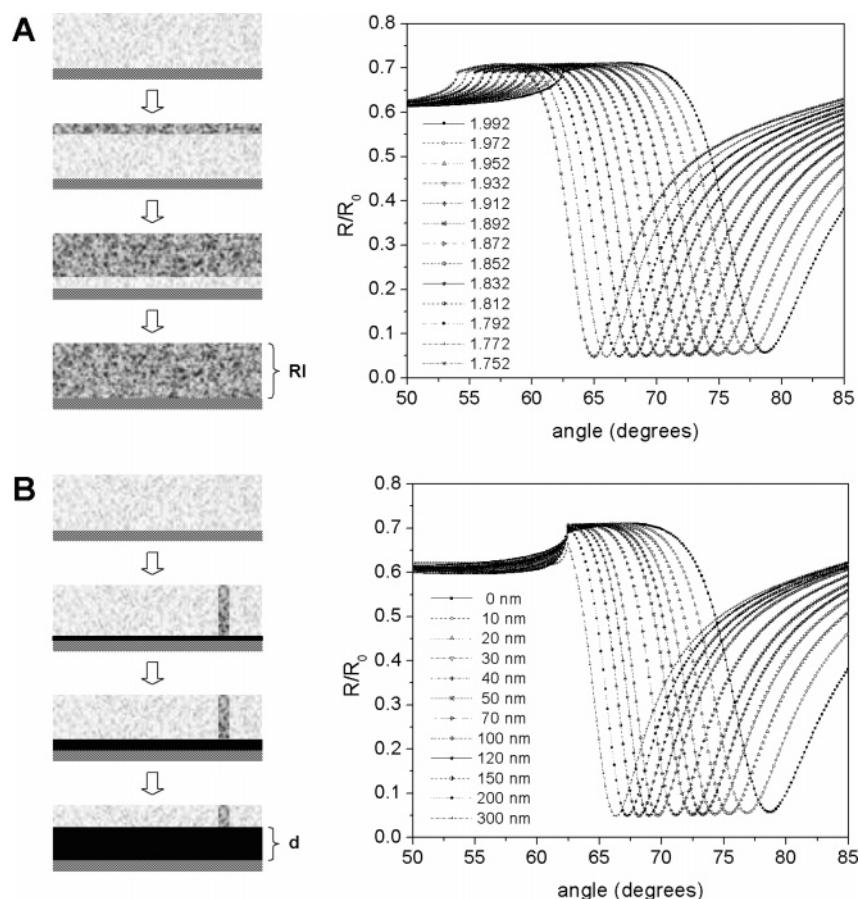 A
RI
0.8
0.7
0.6
0.5
0.4
0.3
0.2
0.1
0.0
R/R0
1.992
1.972
1.952
1.932
1.912
1.892
1.872
1.852
1.832
1.812
1.792
1.772
1.752
50 55 60 65 70 75 80 85
angle (degrees)
B
d
0.8
0.7
0.6
0.5
0.4
0.3
0.2
0.1
0.0
R/R0
0 nm
10 nm
20 nm
30 nm
40 nm
50 nm
70 nm
100 nm
120 nm
150 nm
200 nm
300 nm
50 55 60 65 70 75 80 85
angle (degrees)